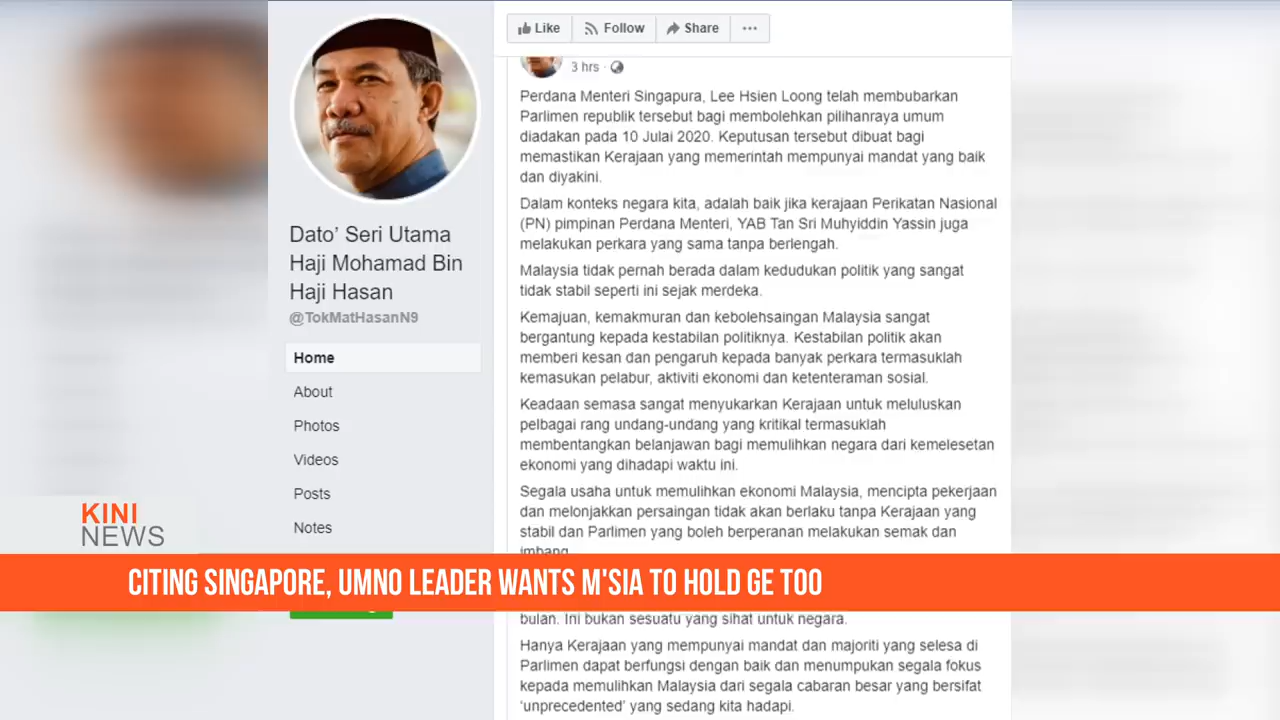 Like Follow Share ...
3 hrs ·
Perdana Menteri Singapura, Lee Hsien Loong telah membubarkan
Parlimen republik tersebut bagi membolehkan pilihanraya umum
diadakan pada 10 Julai 2020. Keputusan tersebut dibuat bagi
memastikan Kerajaan yang memerintah mempunyai mandat yang baik
dan diyakini.
Dalam konteks negara kita, adalah baik jika kerajaan Perikatan Nasional
(PN) pimpinan Perdana Menteri, YAB Tan Sri Muhyiddin Yassin juga
melakukan perkara yang sama tanpa berlengah.
Malaysia tidak pernah berada dalam kedudukan politik yang sangat
tidak stabil seperti ini sejak merdeka.
Kemajuan, kemakmuran dan kebolehsaingan Malaysia sangat
bergantung kepada kestabilan politiknya. Kestabilan politik akan
memberi kesan dan pengaruh kepada banyak perkara termasuklah
kemasukan pelabur, aktiviti ekonomi dan ketenteraman sosial.
Keadaan semasa sangat menyukarkan Kerajaan untuk meluluskan
pelbagai rang undang-undang yang kritikal termasuklah
membentangkan belanjawan bagi memulihkan negara dari kemelesetan
ekonomi yang dihadapi waktu ini.
Segala usaha untuk memulihkan ekonomi Malaysia, mencipta pekerjaan
dan melonjakkan persaingan tidak akan berlaku tanpa Kerajaan yang
stabil dan Parlimen yang boleh berperanan melakukan semak dan
imbang.
bulan. Ini bukan sesuatu yang sihat untuk negara.
Hanya Kerajaan yang mempunyai mandat dan majoriti yang selesa di
Parlimen dapat berfungsi dengan baik dan menumpukan segala fokus
kepada memulihkan Malaysia dari segala cabaran besar yang bersifat
'unprecedented' yang sedang kita hadapi.
Dato' Seri Utama
Haji Mohamad Bin
Haji Hasan
@TokMatHasanN9
Home
About
Photos
Videos
Posts
Notes
KINI
NEWS
CITING SINGAPORE, UMNO LEADER WANTS M'SIA TO HOLD GE TOO